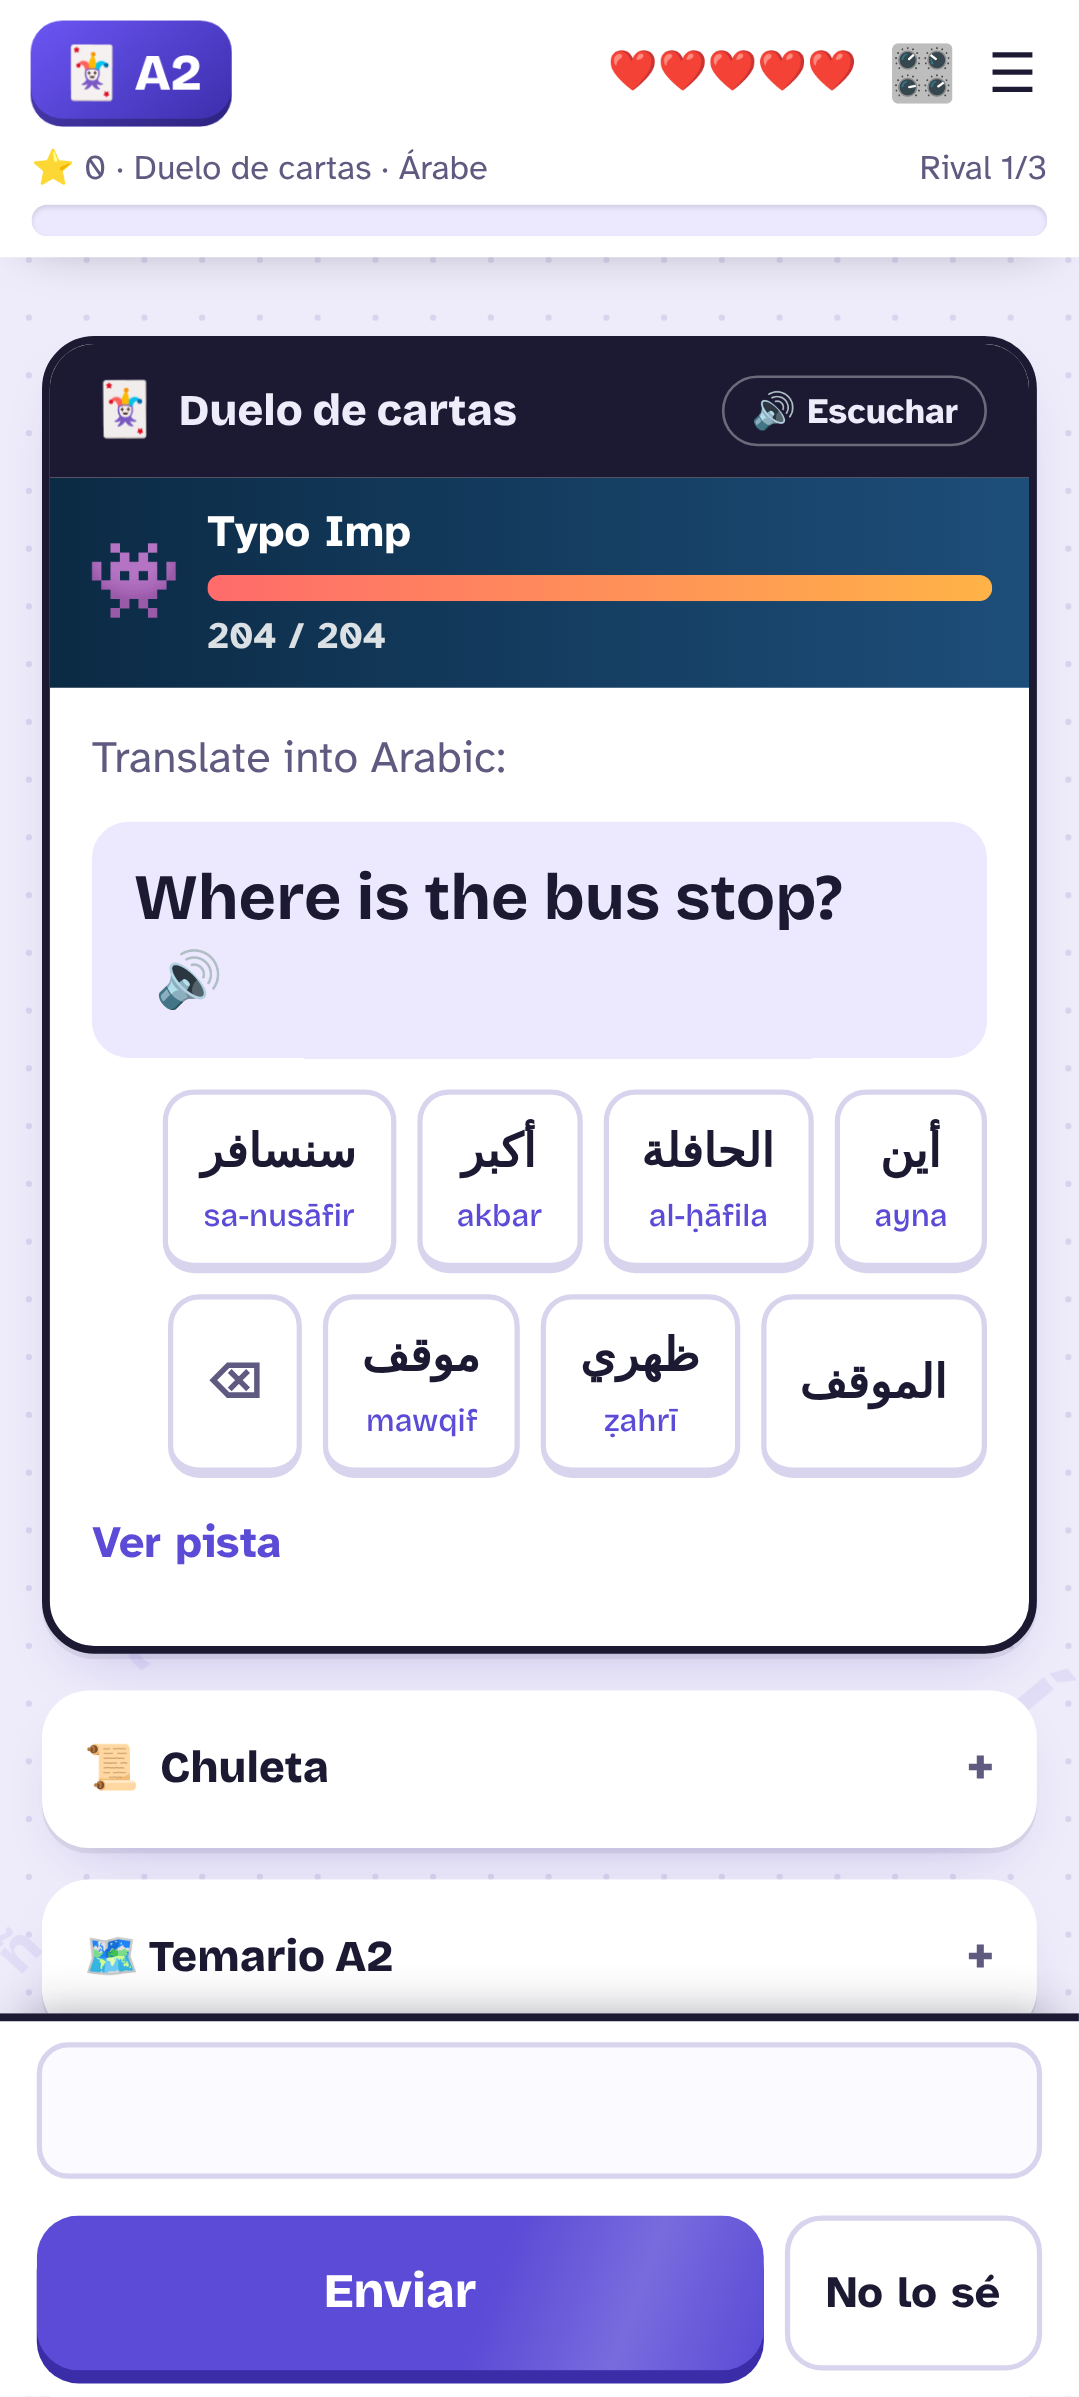 A2
0 · Duelo de cartas · Árabe
Rival 1/3
Duelo de cartas
Escuchar
Typo Imp
204 / 204
Translate into Arabic:
Where is the bus stop?
أين
الحافلة
أكبر
سنسافر
ayna
al-ḥāfila
akbar
sa-nusāfir
الموقف
ظهري
موقف
ẓahrī
mawqif
Ver pista
Chuleta
+
Temario A2
+
Enviar
No lo sé